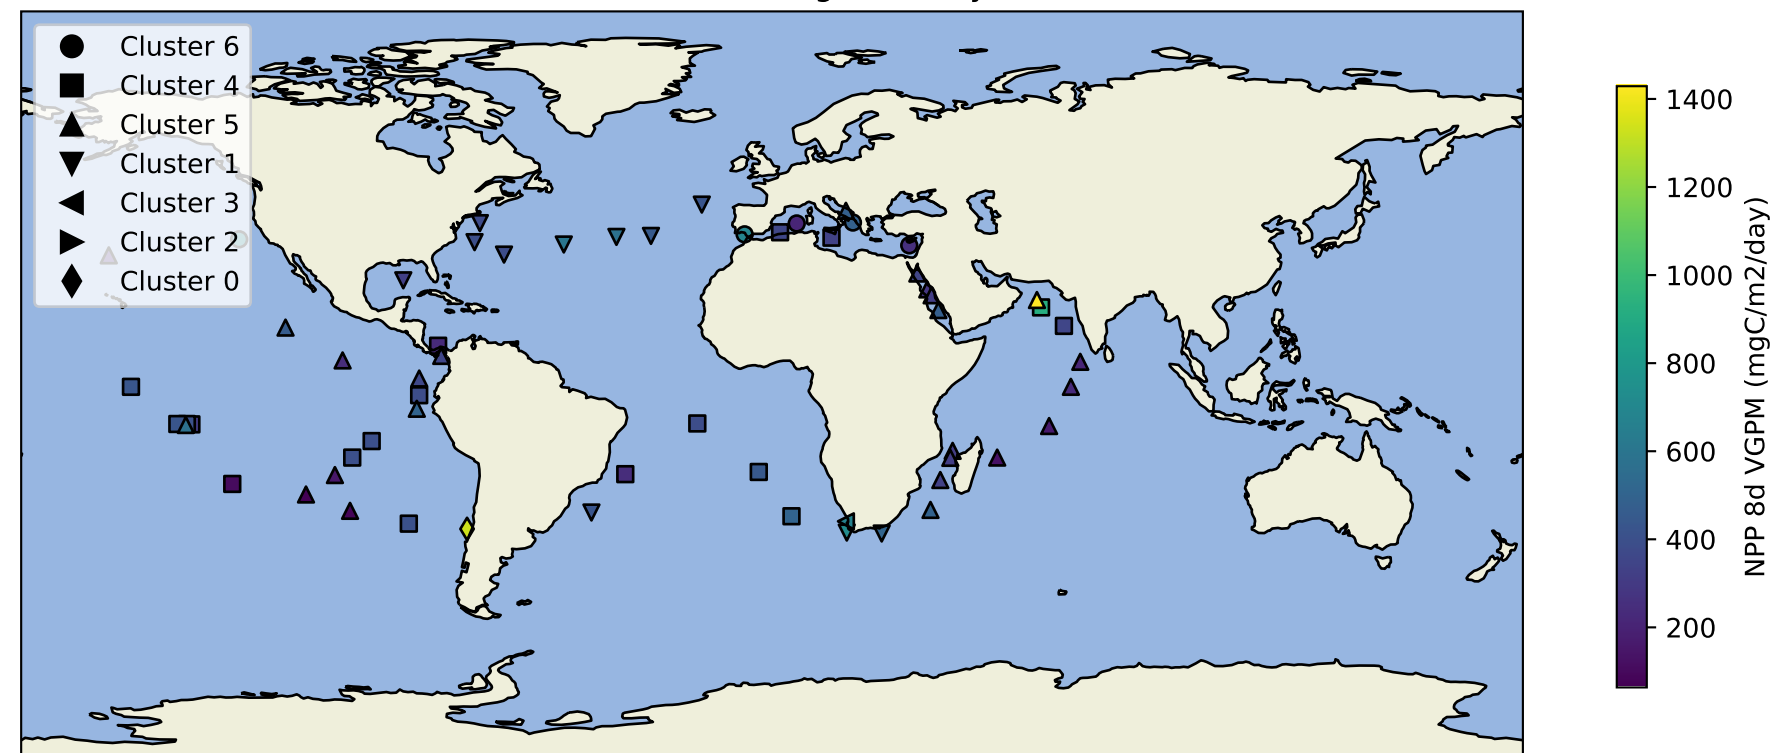 Cluster 6
Cluster 4
Cluster 5
Cluster 1
Cluster 3
Cluster 2
Cluster 0
1400
1200
1000
800
600
400
200
NPP 8d VGPM (mgC/m2/day)